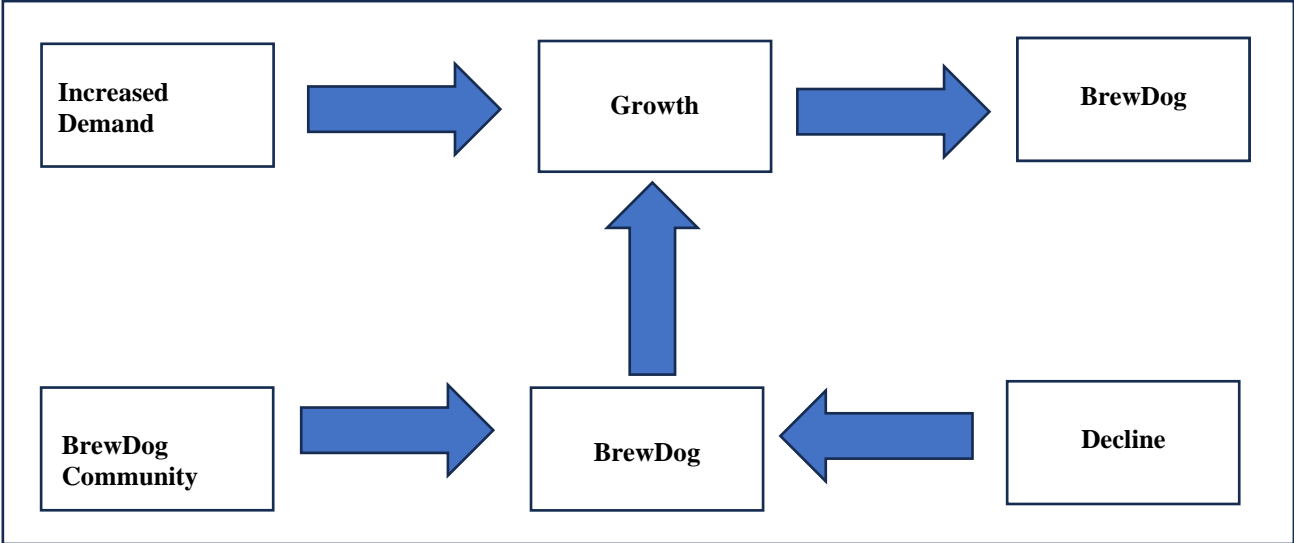 Increased
Demand
Growth
BrewDog
BrewDog
Community
BrewDog
Decline